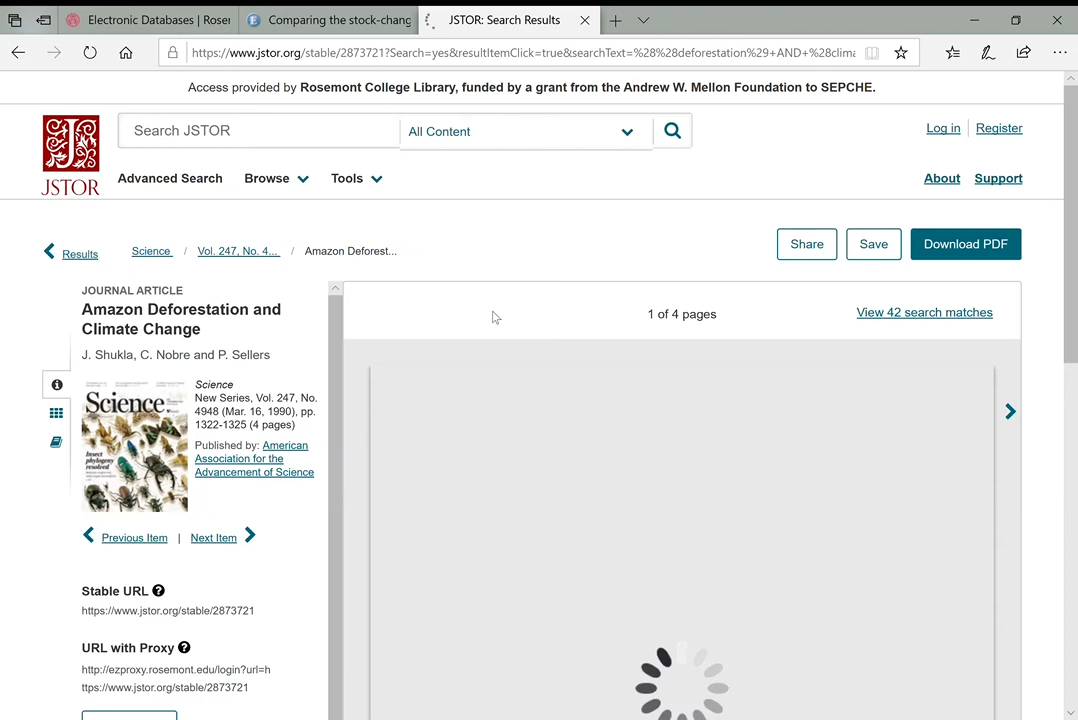 Electronic Databases | Roser
Comparing the stock-chang
JSTOR: Search Results
https://www.jstor.org/stable/2873721?Search=yes&resultItemClick=true&searchText=%28%28deforestation%29+AND+%28clima
Access provided by Rosemont College Library, funded by a grant from the Andrew W. Mellon Foundation to SEPCHE.
Search JSTOR
All Content
Log in
Register
JSTOR
Advanced Search
Browse
Tools
About
Support
Results
Science / Vol. 247, No. 4... / Amazon Deforest...
Share
Save
Download PDF
JOURNAL ARTICLE
Amazon Deforestation and
Climate Change
J. Shukla, C. Nobre and P. Sellers
Science
New Series, Vol. 247, No.
4948 (Mar. 16, 1990), pp.
1322-1325 (4 pages)
Published by: American
Association for the
Advancement of Science
Science
Insect
phylogeny
resolved
Previous Item | Next Item
Stable URL
https://www.jstor.org/stable/2873721
URL with Proxy
http://ezproxy.rosemont.edu/login?url=h
ttps://www.jstor.org/stable/2873721
1 of 4 pages
View 42 search matches